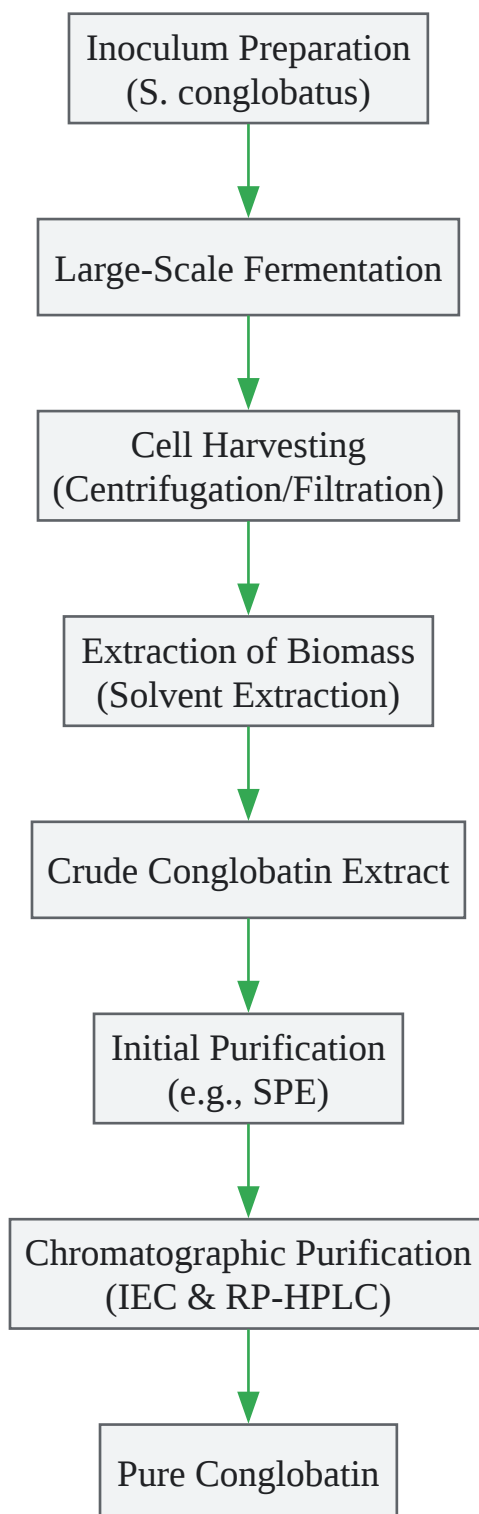 Inoculum Preparation
(S. conglobatus)
Large-Scale Fermentation
Cell Harvesting
(Centrifugation/Filtration)
Extraction of Biomass
(Solvent Extraction)
Crude Conglobatin Extract
Initial Purification
(e.g., SPE)
Chromatographic Purification
(IEC & RP-HPLC)
Pure Conglobatin